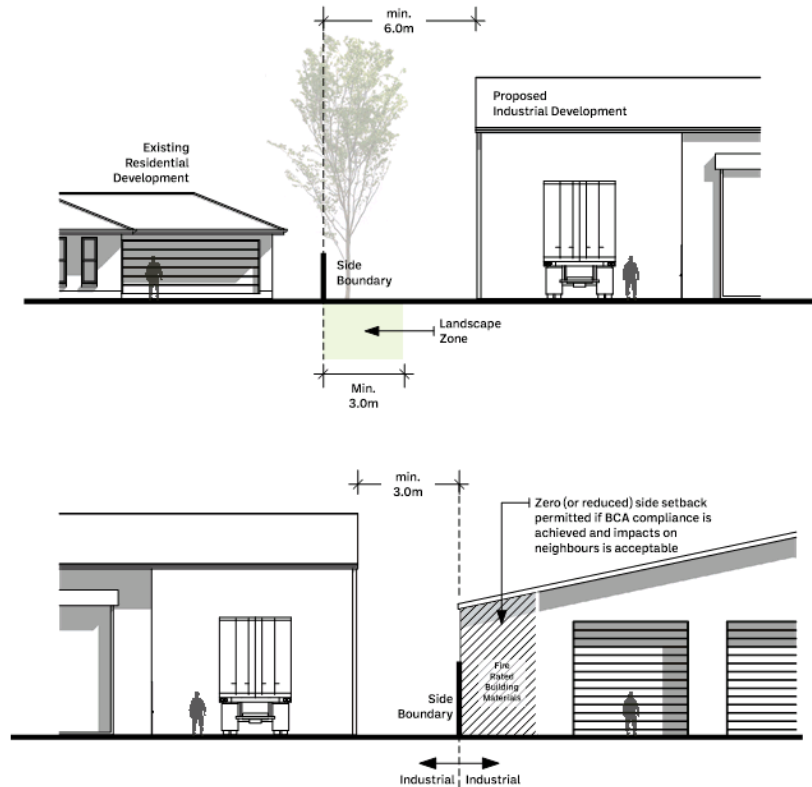 min.
6.0m
Proposed
Industrial Development
Existing
Residential
Development
Side
Boundary
Landscape
Zone
Min.
3.0m
min.
3.0m
Zero (or reduced) side setback
permitted if BCA compliance is
achieved and impacts on
neighbours is acceptable
Fire
Rated
Building
Materials
Side
Boundary
Industrial
Industrial